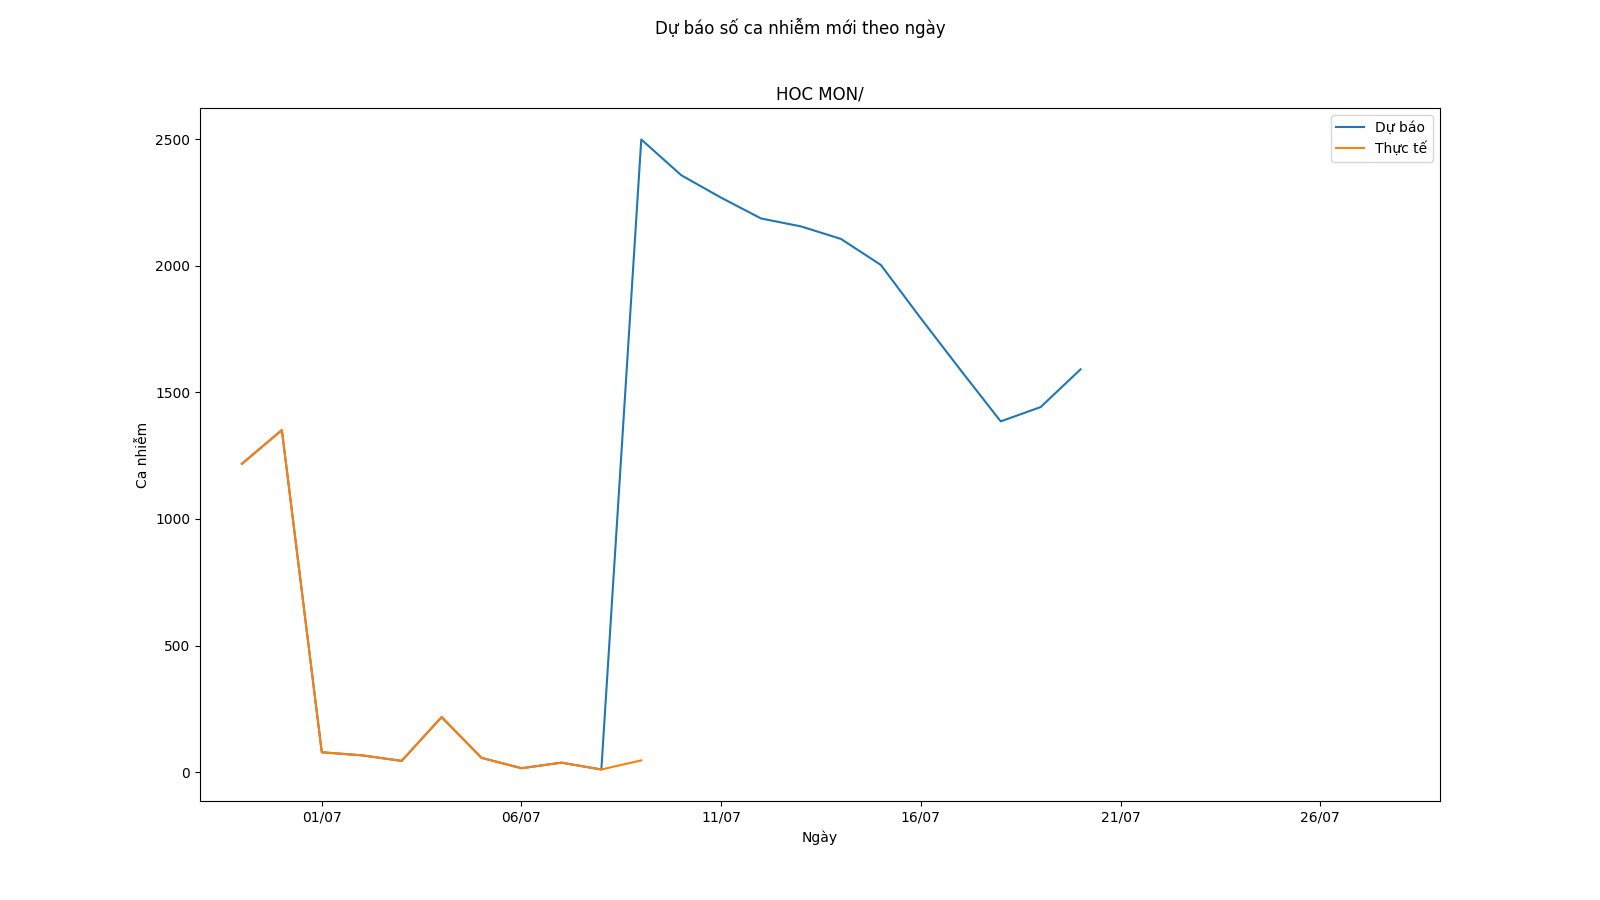 Dự báo số ca nhiễm mới theo ngày
HOC MON/
Dự báo
Thực tế
2500
2000
1500
1000
500
0
Ca nhiễm
01/07
06/07
11/07
16/07
21/07
26/07
Ngày